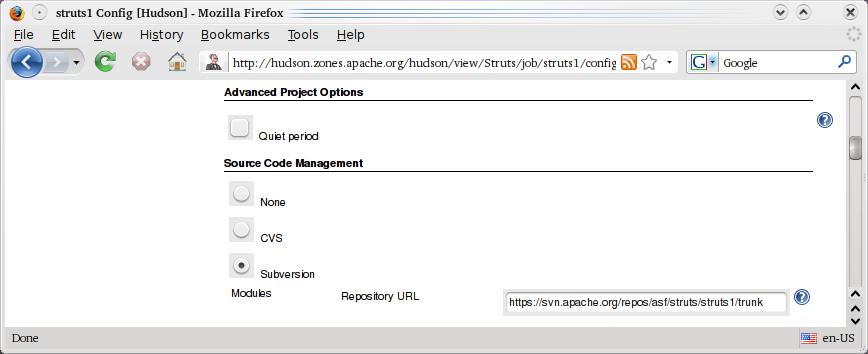 struts1 Config [Hudson] - Mozilla Firefox
File Edit View History Bookmarks Tools Help
http://hudson.zones.apache.org/hudson/view/Struts/job/struts1/config
G Google
Advanced Project Options
Quiet period
Source Code Management
None
CVS
Subversion
Modules Repository URL https://svn.apache.org/repos/asf/struts/struts1/trunk
Done en-US